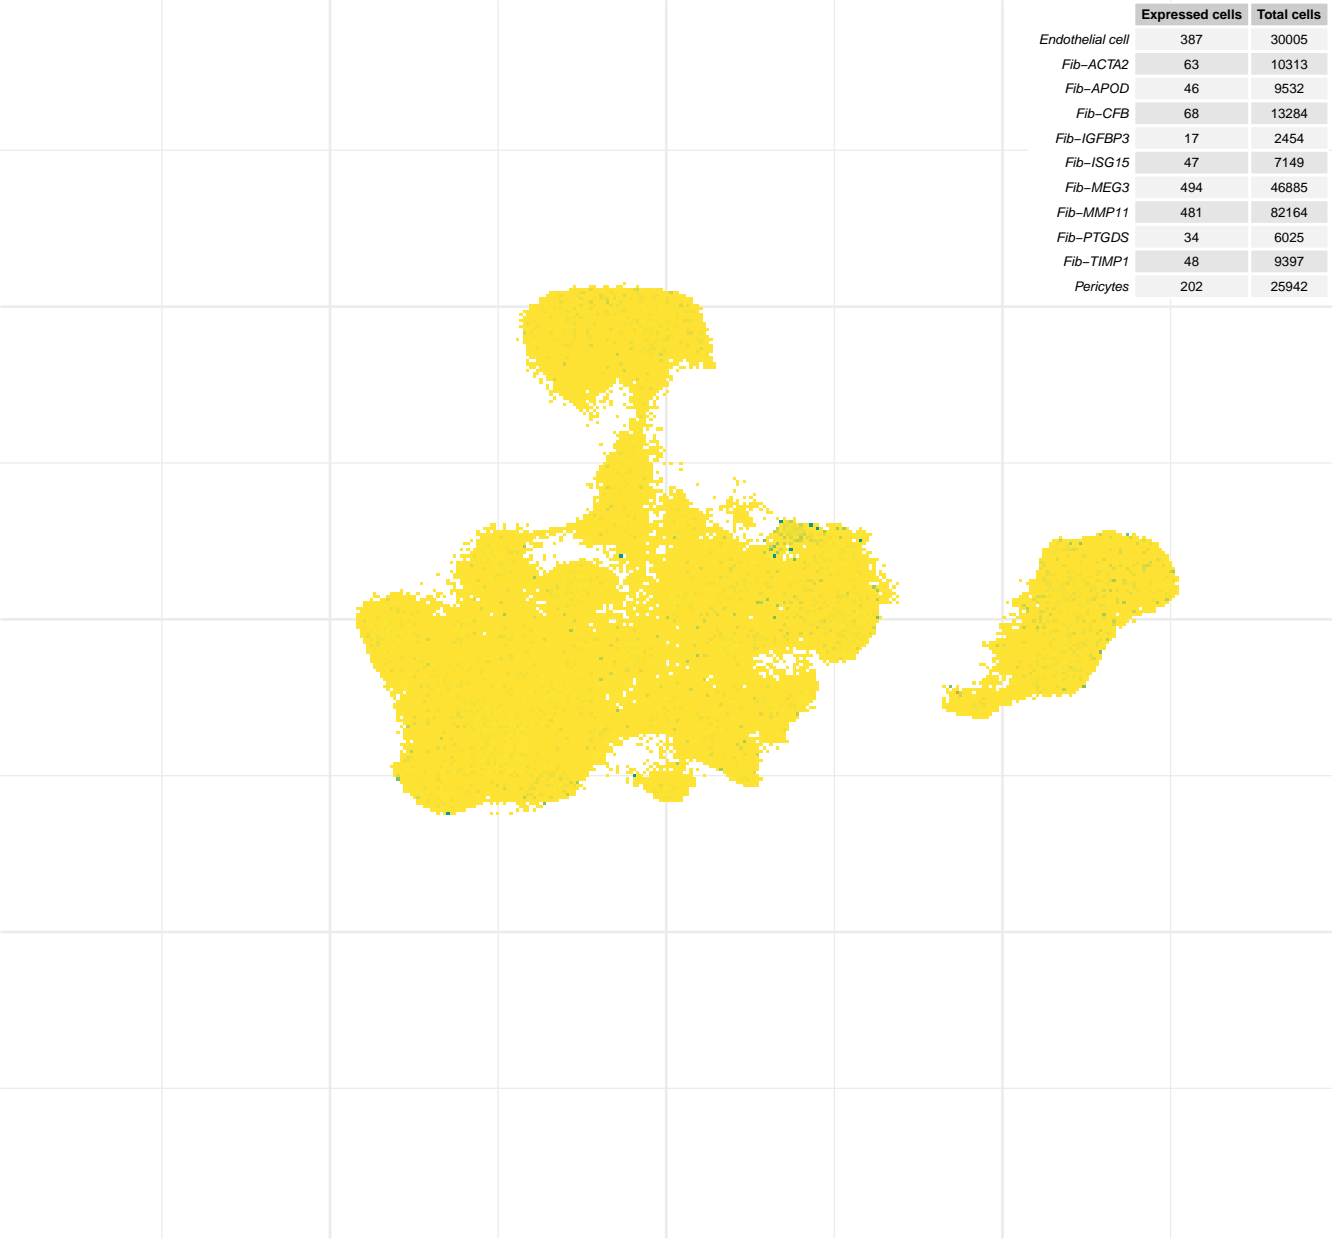 Expressed cells Total cells
Endothelial cell 387 30005
Fib−ACTA2 63 10313
Fib−APOD 46 9532
Fib−CFB 68 13284
Fib−IGFBP3 17 2454
Fib−ISG15 47 7149
Fib−MEG3 494 46885
Fib−MMP11 481 82164
Fib−PTGDS 34 6025
Fib−TIMP1 48 9397
Pericytes 202 25942